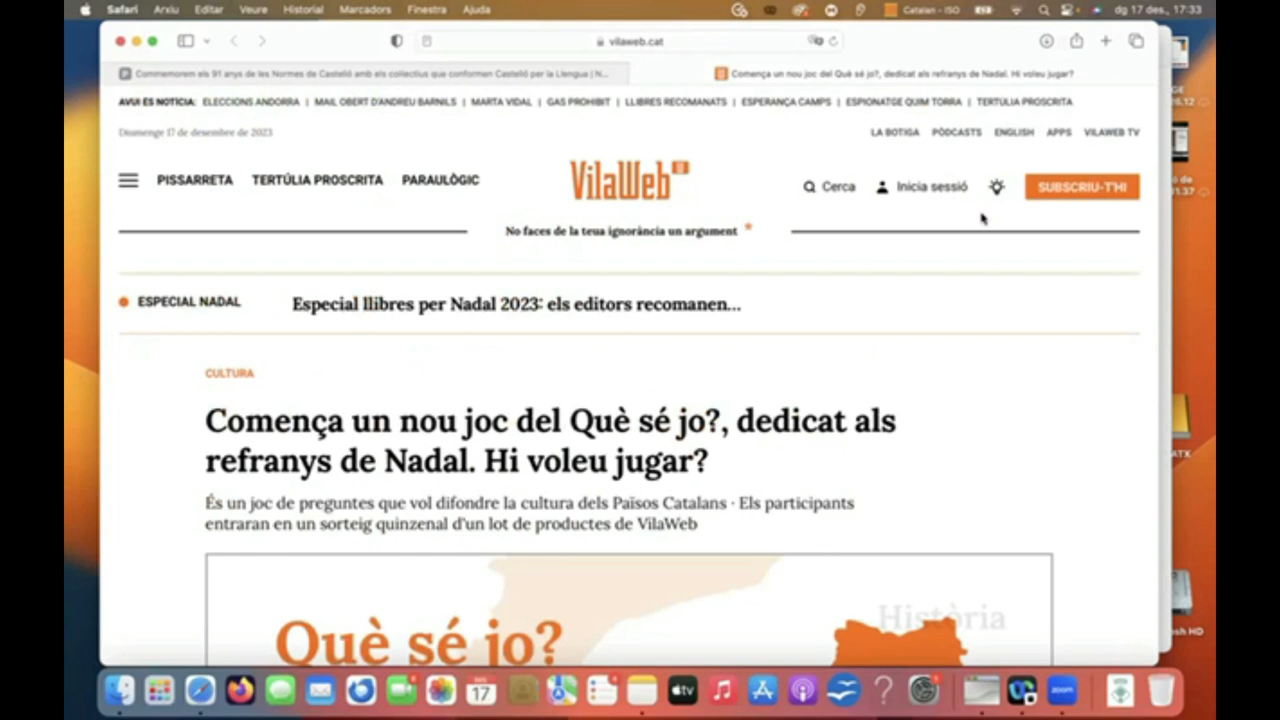 Safari Arxiu Editar Veure Historial Marcadors Finestra Ajuda Catalan - ISO dg 17 des., 17:33
vilaweb.cat
Commemorem als 91 anys de les Normes de Castelló amb els col·lectius que conformen Castelló per la Llengua | N...
Comença un nou joc del Què sé jo?, dedicat als refranys de Nadal. Hi voleu jugar?
AVUI ÉS NOTÍCIA: ELECCIONS ANDORRA | MAIL OBERT D'ANDREU BARNILS | MARTA VIDAL | GAS PROHIBIT | LLIBRES RECOMANATS | ESPERANÇA CAMPS | ESPIONATGE QUIM TORRA | TERTÚLIA PROSCRITA
Diumenge 17 de desembre de 2023
LA BOTIGA PÒDCASTS ENGLISH APPS VILAWEB TV
PISSARRETA TERTÚLIA PROSCRITA PARAULÒGIC
VilaWeb
Cerca Inicia sessió SUBSCRIU-T'HI
No faces de la teua ignorància un argument *
ESPECIAL NADAL Especial llibres per Nadal 2023: els editors recomanen...
CULTURA
Comença un nou joc del Què sé jo?, dedicat als
refranys de Nadal. Hi voleu jugar?
És un joc de preguntes que vol difondre la cultura dels Països Catalans · Els participants
entraran en un sorteig quinzenal d'un lot de productes de VilaWeb
Història
Què sé jo?
17
tv
zoom